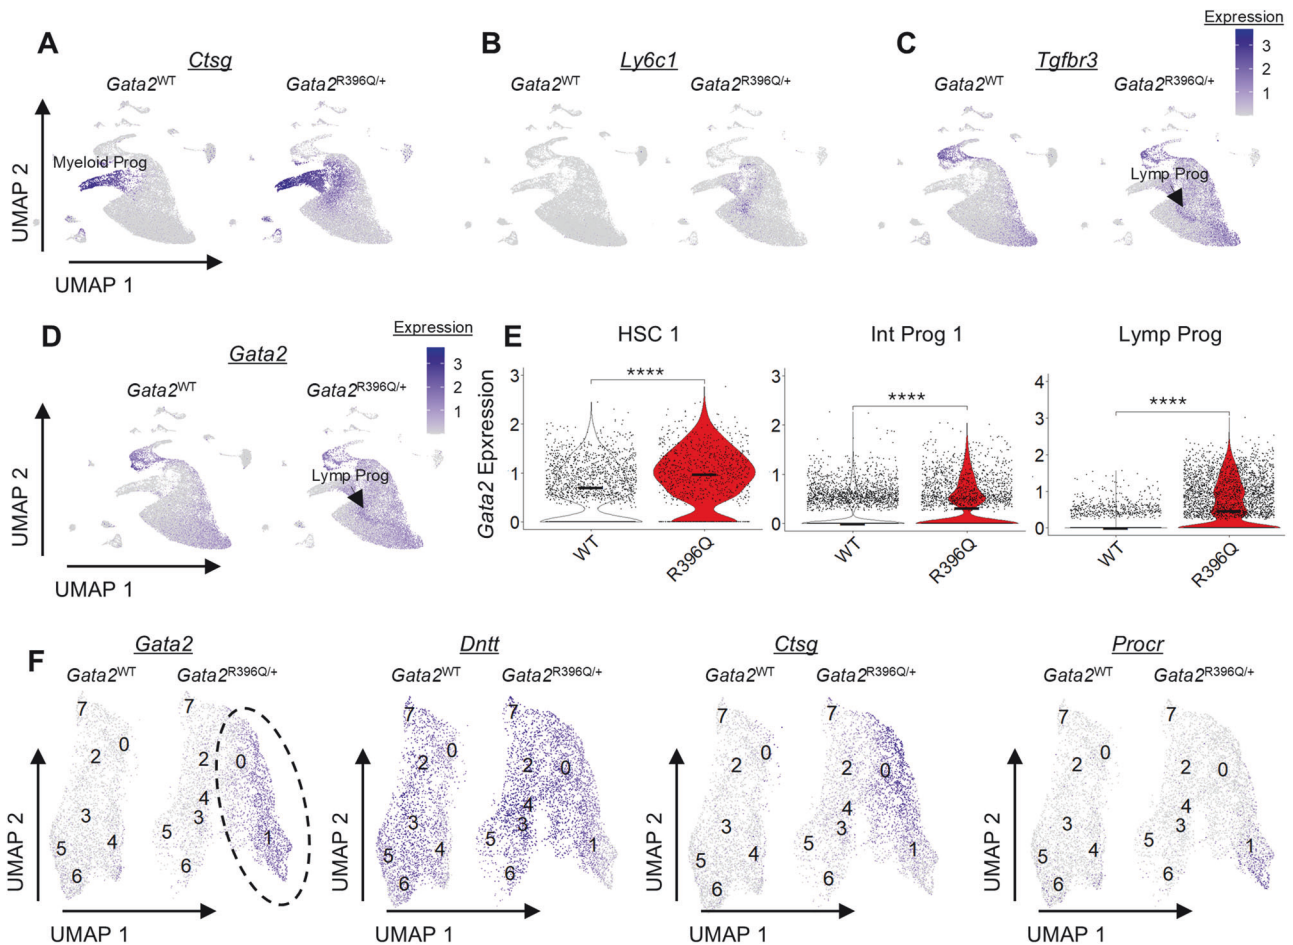 A
Ctsg
Gata2WT
Gata2R396Q/+
Myeloid Prog
UMAP 2
UMAP 1
B
Ly6c1
Gata2WT
Gata2R396Q/+
C
Tgfbr3
Gata2WT
Gata2R396Q/+
Lymp Prog
Expression
3
2
1
D
Gata2
Gata2WT
Gata2R396Q/+
Lymp Prog
Expression
3
2
1
UMAP 2
UMAP 1
E
Gata2 Epxression
HSC 1
****
3
2
1
0
WT
R396Q
Int Prog 1
****
3
2
1
0
WT
R396Q
Lymp Prog
****
4
3
2
1
0
WT
R396Q
F
Gata2
Gata2WT
Gata2R396Q/+
7
0
2
3
4
5
6
7
2
0
4
3
5
1
6
UMAP 2
UMAP 1
Dntt
Gata2WT
Gata2R396Q/+
7
0
2
3
4
5
6
7
2
0
4
3
5
1
6
UMAP 2
UMAP 1
Ctsg
Gata2WT
Gata2R396Q/+
7
0
2
3
4
5
6
7
2
0
4
3
5
1
6
UMAP 2
UMAP 1
Procr
Gata2WT
Gata2R396Q/+
7
0
2
3
4
5
6
7
2
0
4
3
5
1
6
UMAP 2
UMAP 1